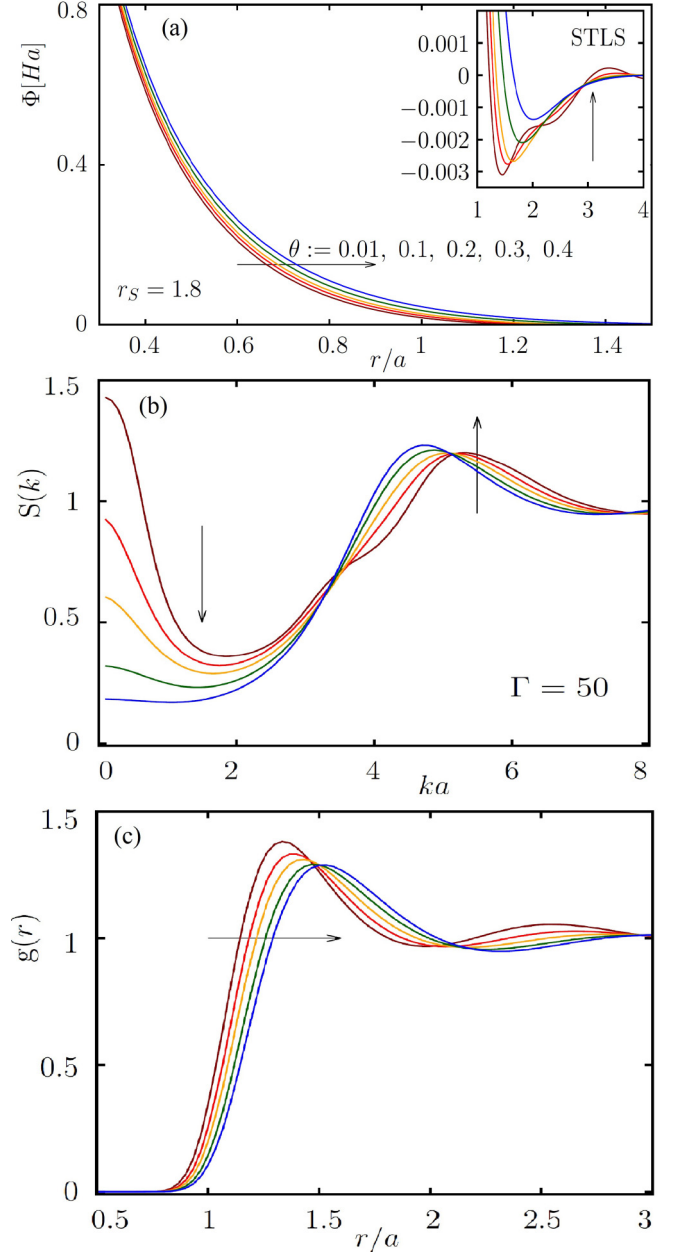 (a)
Φ[Ha]
0.8
0.4
0
STLS
0.001
0
−0.001
−0.002
−0.003
1 2 3 4
θ := 0.01, 0.1, 0.2, 0.3, 0.4
r_S = 1.8
0.4 0.6 0.8 1 1.2 1.4
r/a
(b)
S(k)
1.5
1
0.5
0
Γ = 50
0 2 4 6 8
ka
(c)
g(r)
1.5
1
0.5
0
0.5 1 1.5 2 2.5 3
r/a